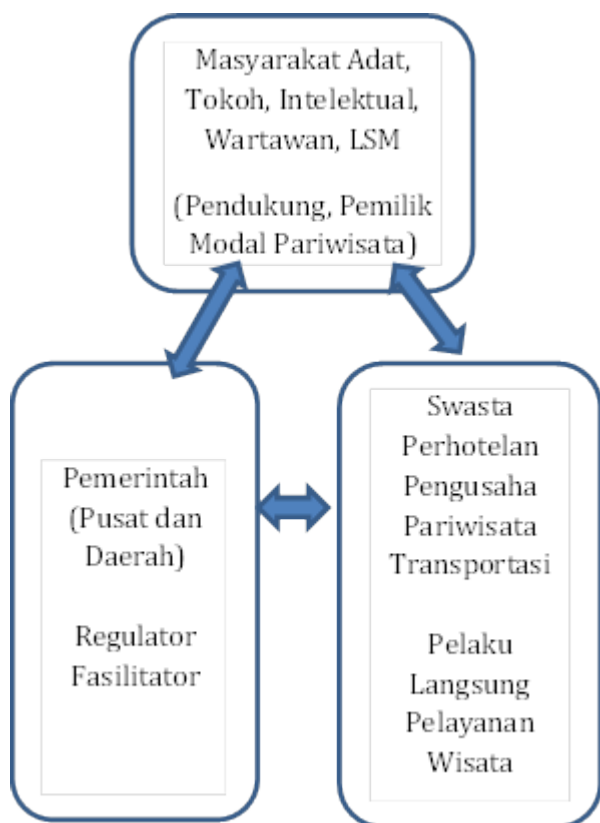 Masyarakat Adat,
Tokoh, Intelektual,
Wartawan, LSM
(Pendukung, Pemilik
Modal Pariwisata)
Pemerintah
(Pusat dan
Daerah)
Regulator
Fasilitator
Swasta
Perhotelan
Pengusaha
Pariwisata
Transportasi
Pelaku
Langsung
Pelayanan
Wisata